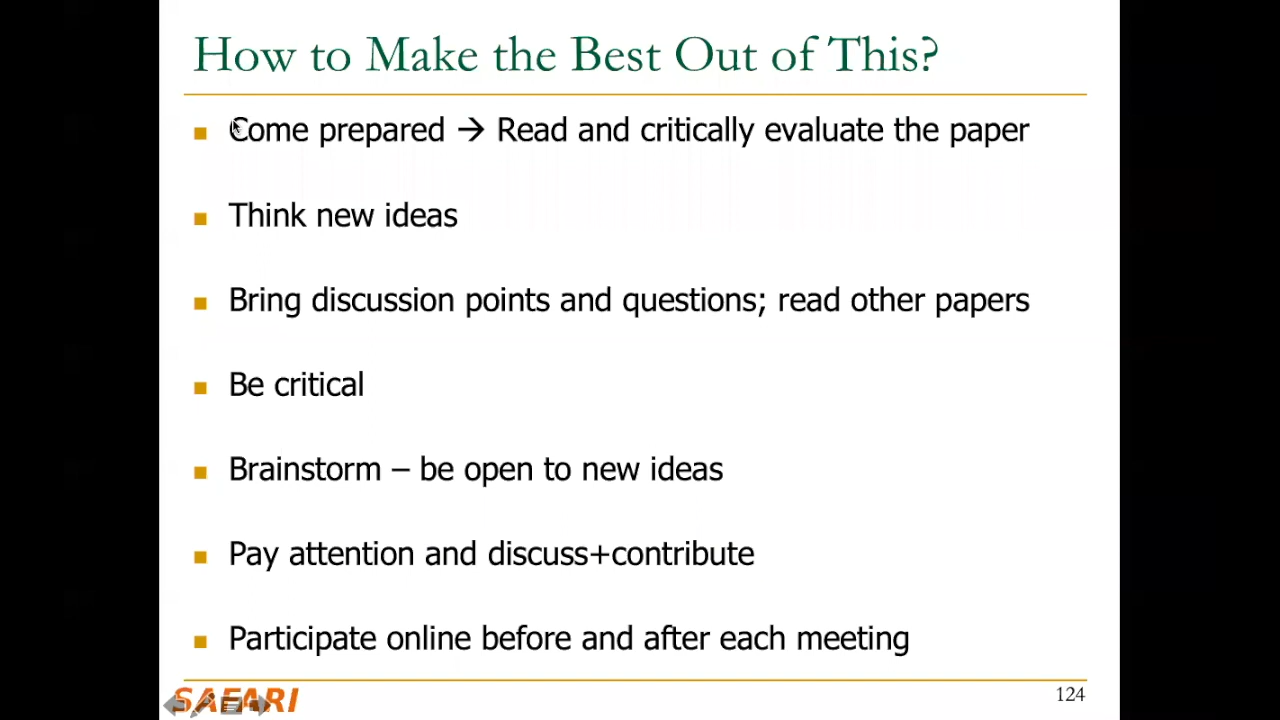 How to Make the Best Out of This?
Come prepared → Read and critically evaluate the paper
Think new ideas
Bring discussion points and questions; read other papers
Be critical
Brainstorm – be open to new ideas
Pay attention and discuss+contribute
Participate online before and after each meeting
SAFARI
124